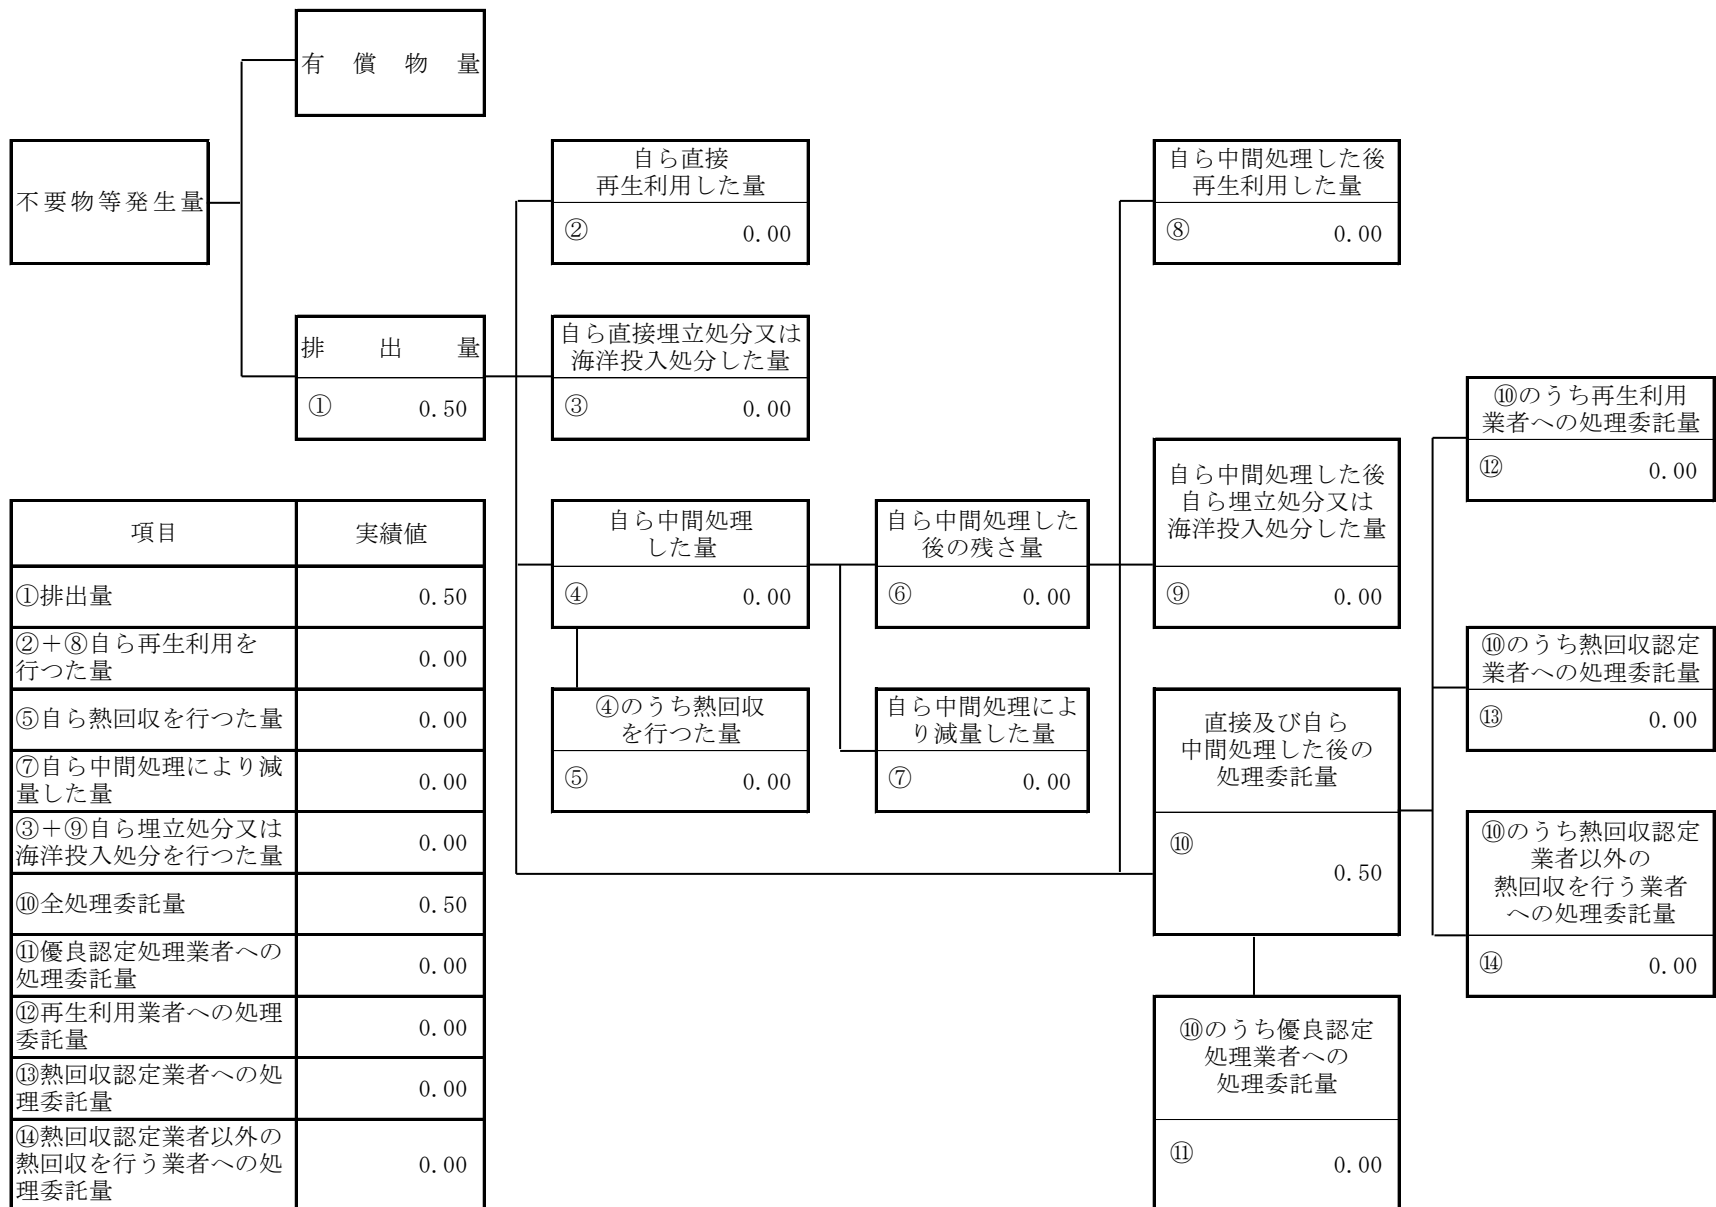 有 償 物 量
不要物等発生量
自ら直接
再生利用した量
② 0.00
自ら中間処理した後
再生利用した量
⑧ 0.00
排 出 量
① 0.50
自ら直接埋立処分又は
海洋投入処分した量
③ 0.00
⑩のうち再生利用
業者への処理委託量
⑫ 0.00
自ら中間処理した後
自ら埋立処分又は
海洋投入処分した量
⑨ 0.00
自ら中間処理
した量
④ 0.00
自ら中間処理した
後の残さ量
⑥ 0.00
⑩のうち熱回収認定
業者への処理委託量
⑬ 0.00
④のうち熱回収
を行つた量
⑤ 0.00
自ら中間処理によ
り減量した量
⑦ 0.00
直接及び自ら
中間処理した後の
処理委託量
⑩
0.50
⑩のうち熱回収認定
業者以外の
熱回収を行う業者
への処理委託量
⑭ 0.00
⑩のうち優良認定
処理業者への
処理委託量
⑪ 0.00
項目 実績値
①排出量 0.50
②＋⑧自ら再生利用を
行つた量 0.00
⑤自ら熱回収を行つた量 0.00
⑦自ら中間処理により減
量した量 0.00
③＋⑨自ら埋立処分又は
海洋投入処分を行つた量 0.00
⑩全処理委託量 0.50
⑪優良認定処理業者への
処理委託量 0.00
⑫再生利用業者への処理
委託量 0.00
⑬熱回収認定業者への処
理委託量 0.00
⑭熱回収認定業者以外の
熱回収を行う業者への処
理委託量 0.00